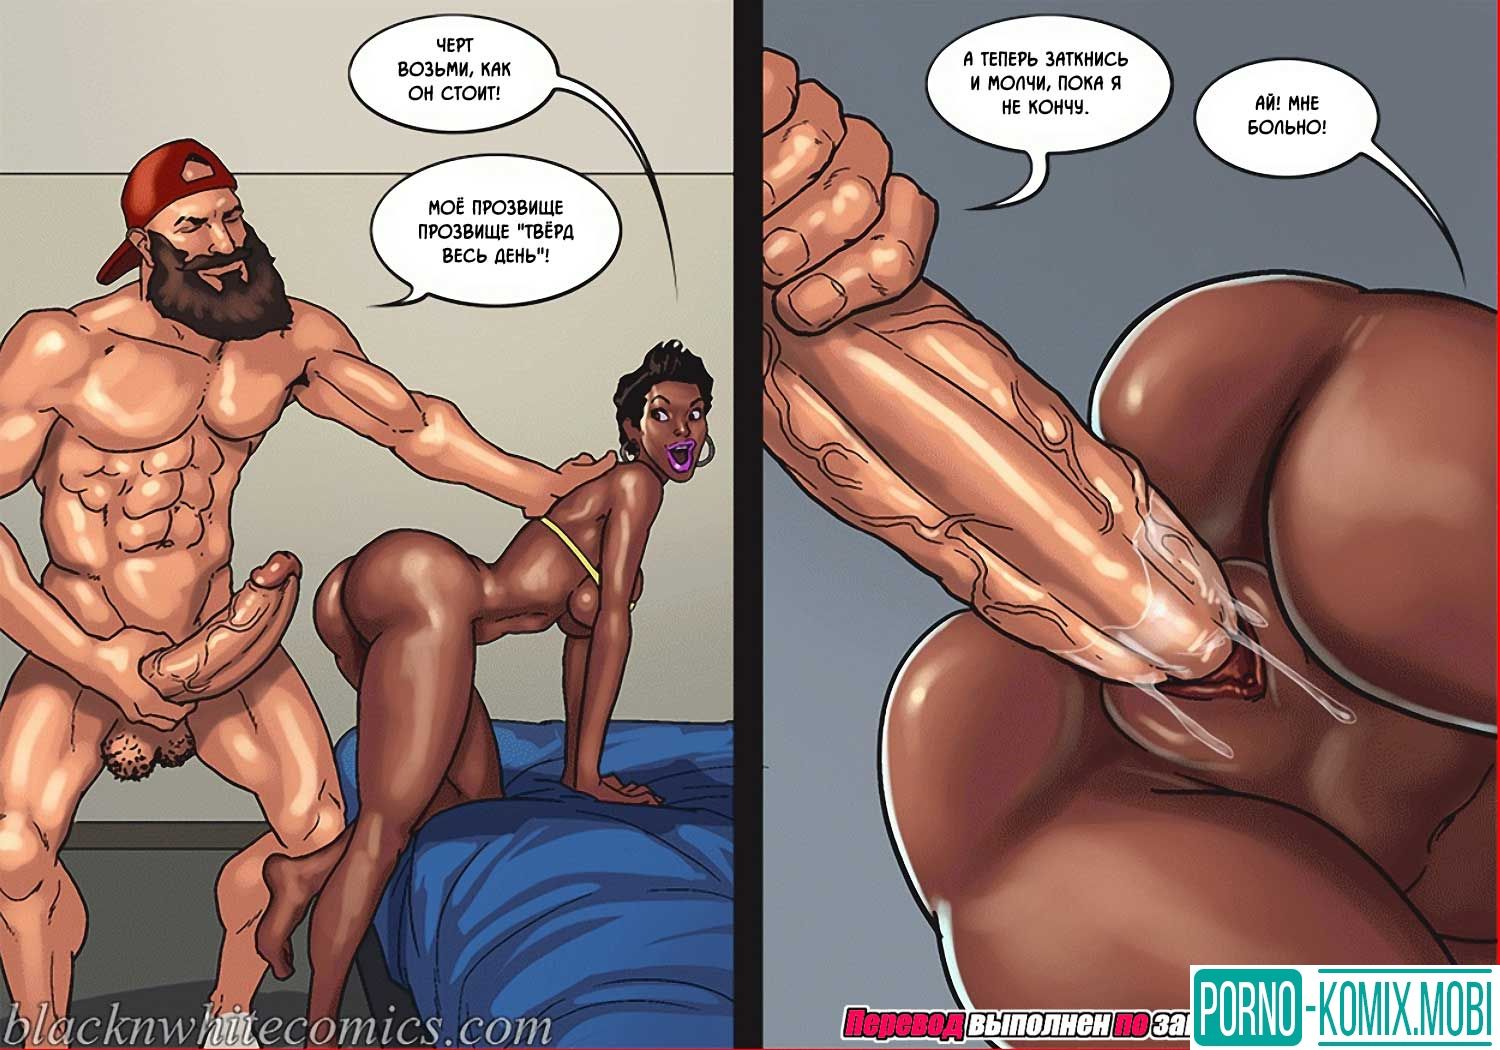 ЧЕРТ
ВОЗЬМИ, КАК
ОН СТОИТ!
МОЁ ПРОЗВИЩЕ
ПРОЗВИЩЕ "ТВЁРД
ВЕСЬ ДЕНЬ"!
А ТЕПЕРЬ ЗАТКНИСЬ
И МОЛЧИ, ПОКА Я
НЕ КОНЧУ.
АЙ! МНЕ
БОЛЬНО!
blacknwhitecomics.com
Перевод выполнен по
PORNO-KOMIX.MOBI